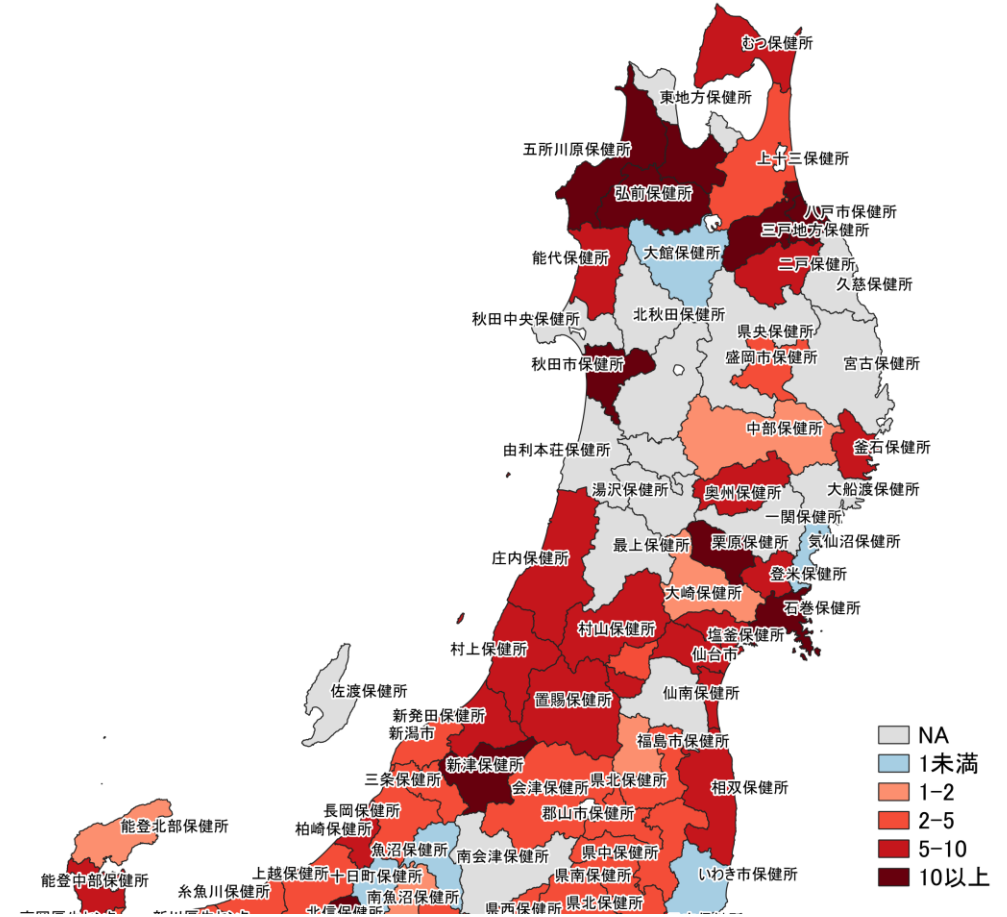 むつ保健所
東地方保健所
五所川原保健所
上十三保健所
弘前保健所
八戸市保健所
三戸地方保健所
能代保健所
大館保健所
二戸保健所
久慈保健所
秋田中央保健所
北秋田保健所
県央保健所
盛岡市保健所
秋田市保健所
宮古保健所
中部保健所
釜石保健所
由利本荘保健所
湯沢保健所
奥州保健所
大船渡保健所
一関保健所
最上保健所
栗原保健所
気仙沼保健所
庄内保健所
登米保健所
大崎保健所
石巻保健所
村山保健所
塩釜保健所
村上保健所
仙台市
佐渡保健所
置賜保健所
仙南保健所
新発田保健所
新潟市
福島市保健所
新津保健所
三条保健所
会津保健所
県北保健所
相双保健所
長岡保健所
郡山市保健所
柏崎保健所
能登北部保健所
魚沼保健所
南会津保健所
県中保健所
上越保健所
十日町保健所
県南保健所
いわき市保健所
能登中部保健所
糸魚川保健所
南魚沼保健所
県西保健所
県北保健所
北信保健所
NA
1未満
1-2
2-5
5-10
10以上